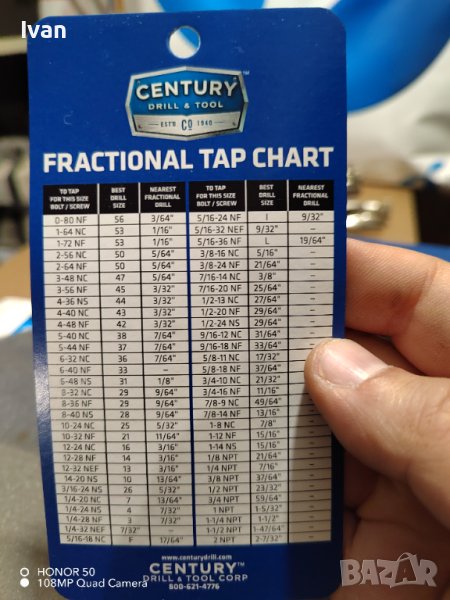 Ivan
CENTURY™
DRILL & TOOL
EST'D CO 1940
FRACTIONAL TAP CHART
TO TAP FOR THIS SIZE BOLT / SCREW BEST DRILL SIZE NEAREST FRACTIONAL DRILL TO TAP FOR THIS SIZE BOLT / SCREW BEST DRILL SIZE NEAREST FRACTIONAL DRILL
0-80 NF 56 3/64" 5/16-24 NF I 9/32"
1-64 NC 53 1/16" 5/16-32 NEF 9/32" –
1-72 NF 53 1/16" 5/16-36 NF L 19/64"
2-56 NC 50 5/64" 3/8-16 NC 5/16" –
2-64 NF 50 5/64" 3/8-24 NF 21/64" –
3-48 NC 47 5/64" 7/16-14 NC 3/8" –
3-56 NF 45 3/32" 7/16-20 NF 25/64" –
4-36 NS 44 3/32" 1/2-13 NC 27/64" –
4-40 NC 43 3/32" 1/2-20 NF 29/64" –
4-48 NF 42 3/32" 1/2-24 NS 29/64" –
5-40 NC 38 7/64" 9/16-12 NC 31/64" –
5-44 NF 37 7/64" 9/16-18 NF 33/64"
6-32 NC 36 7/64" 5/8-11 NC 17/32"
6-40 NF 33 – 5/8-18 NF 37/64"
6-48 NS 31 1/8" 3/4-10 NC 21/32"
8-32 NC 29 9/64" 3/4-16 NF 11/16"
8-36 NF 29 9/64" 7/8-9 NC 49/64"
8-40 NS 28 9/64" 7/8-14 NF 13/16" –
10-24 NC 25 5/32" 1-8 NC 7/8" –
10-32 NF 21 11/64" 1-12 NF 15/16" –
12-24 NC 16 3/16" 1-14 NS 15/16" –
12-28 NF 14 3/16" 1/8 NPT 21/64" –
12-32 NEF 13 3/16" 1/4 NPT 7/16" –
14-20 NS 10 13/64" 3/8 NPT –
3/16-24 NS 26 5/32" 1/2 NPT 23/32" –
1/4-20 NC 7 13/64" 3/4 NPT 59/64" –
1/4-24 NS 4 7/32" 1 NPT –
1/4-28 NF 3 7/32" 1-1/4 NPT 1-1/2" –
1/4-32 NEF 7/32" – 1-1/2 NPT 1-47/64" –
5/16-18 NC F 17/64" 2 NPT 2-7/32" –
www.centurydrill.com
CENTURY™
DRILL & TOOL CORP
800-621-4776
HONOR 50
108MP Quad Camera
BAZAR.BG